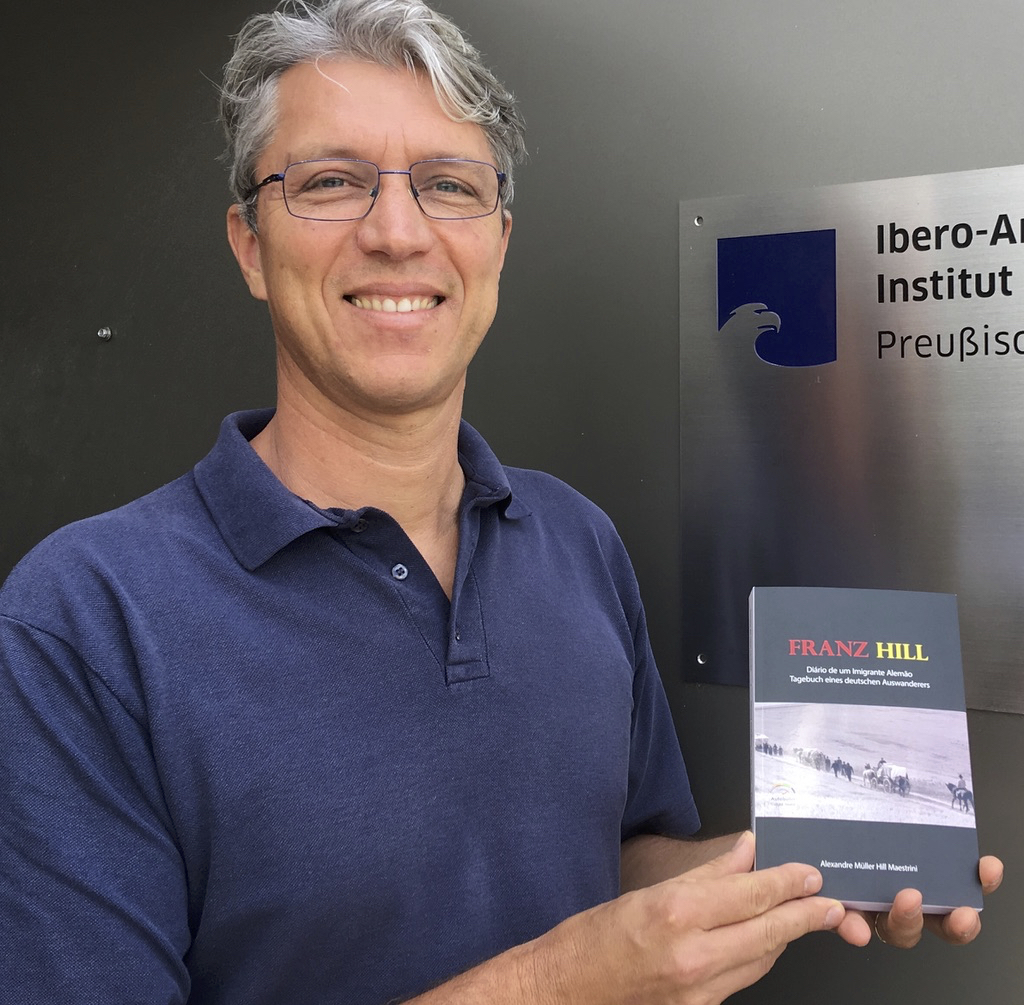 Ibero-A
Institut
Preußisc
FRANZ HILL
Diário de um Imigrante Alemão
Tagebuch eines deutschen Auswanderers
Alexandre Müller Hill Maestrini